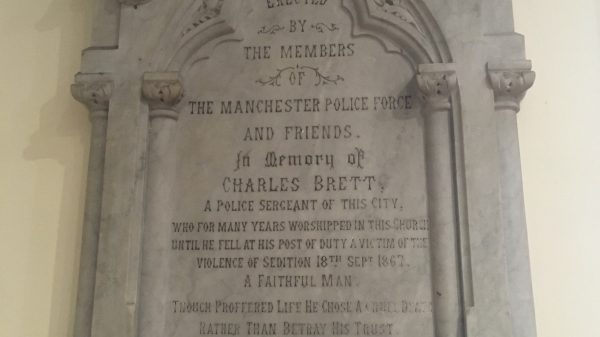 ERECTED
BY
THE MEMBERS
OF
THE MANCHESTER POLICE FORCE
AND FRIENDS.
In Memory of
CHARLES BRETT,
A POLICE SERGEANT OF THIS CITY,
WHO FOR MANY YEARS WORSHIPPED IN THIS CHURCH
UNTIL HE FELL AT HIS POST OF DUTY A VICTIM OF THE
VIOLENCE OF SEDITION 18TH SEPT 1867.
A FAITHFUL MAN.
THOUGH PROFFERED LIFE HE CHOSE A CRUEL DEATH
RATHER THAN BETRAY HIS TRUST.